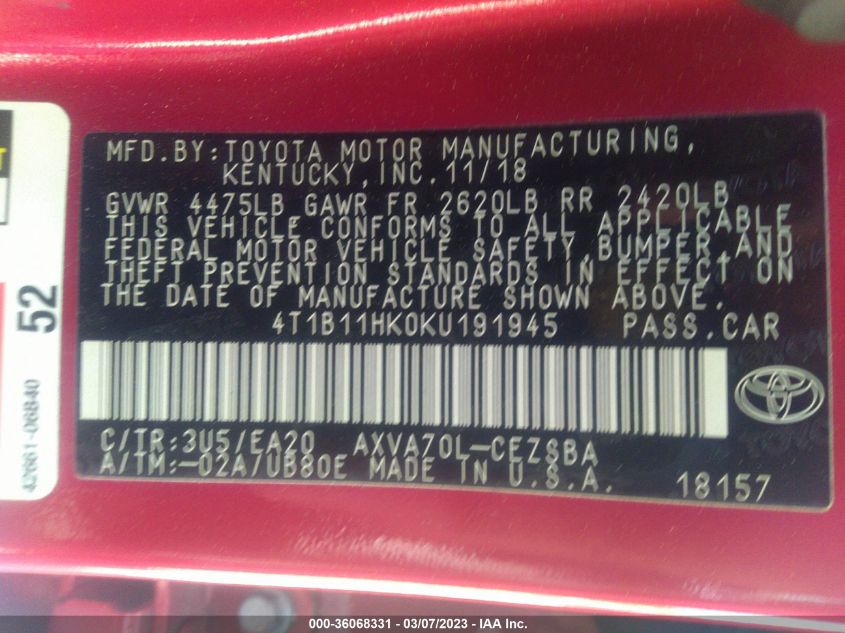 MFD.BY:TOYOTA MOTOR MANUFACTURING,
KENTUCKY,INC.11/18
GVWR 4475LB GAWR FR 2620LB RR 2420LB
THIS VEHICLE CONFORMS TO ALL APPLICABLE
FEDERAL MOTOR VEHICLE SAFETY,BUMPER,AND
THEFT PREVENTION STANDARDS IN EFFECT ON
THE DATE OF MANUFACTURE SHOWN ABOVE.
4T1B11HK0KU191945 PASS.CAR
C/TR:3U5/EA20 AXVA70L-CEZSBA
A/TM:-02A/UB80E MADE IN U.S.A. 18157
52
42661-06B40
000-36068331 - 03/07/2023 - IAA Inc.